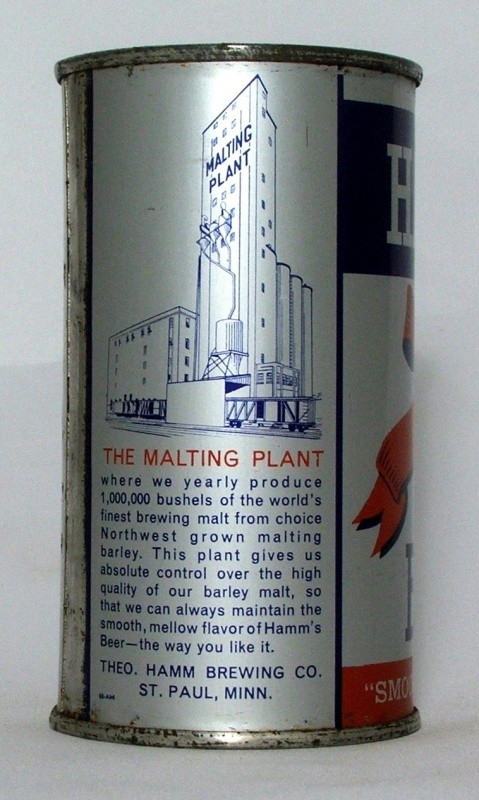 MALTING
PLANT
THE MALTING PLANT
where we yearly produce
1,000,000 bushels of the world's
finest brewing malt from choice
Northwest grown malting
barley. This plant gives us
absolute control over the high
quality of our barley malt, so
that we can always maintain the
smooth, mellow flavor of Hamm's
Beer—the way you like it.
THEO. HAMM BREWING CO.
ST. PAUL, MINN.
H
"SMO